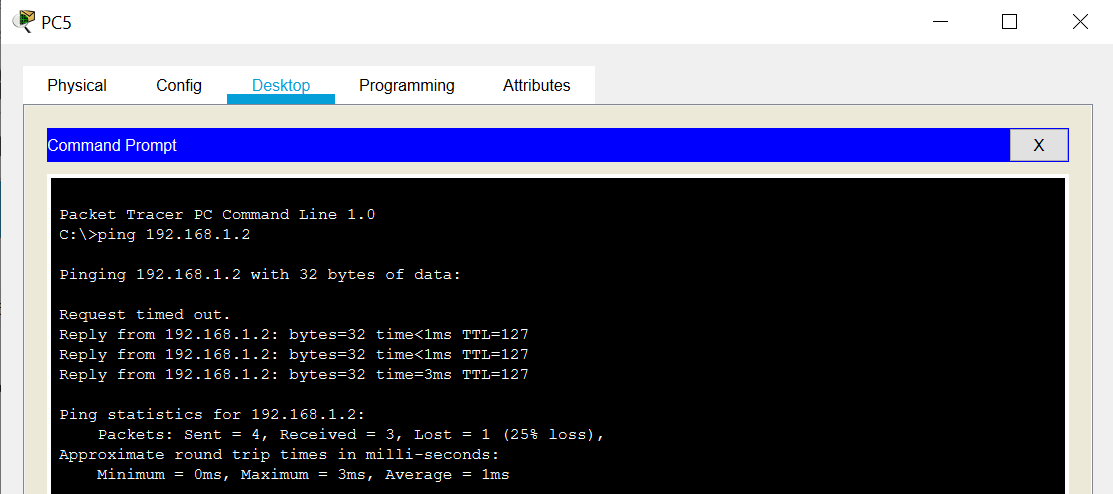 PC5
Physical Config Desktop Programming Attributes
Command Prompt X
Packet Tracer PC Command Line 1.0
C:\>ping 192.168.1.2
Pinging 192.168.1.2 with 32 bytes of data:
Request timed out.
Reply from 192.168.1.2: bytes=32 time<1ms TTL=127
Reply from 192.168.1.2: bytes=32 time<1ms TTL=127
Reply from 192.168.1.2: bytes=32 time=3ms TTL=127
Ping statistics for 192.168.1.2:
Packets: Sent = 4, Received = 3, Lost = 1 (25% loss),
Approximate round trip times in milli-seconds:
Minimum = 0ms, Maximum = 3ms, Average = 1ms